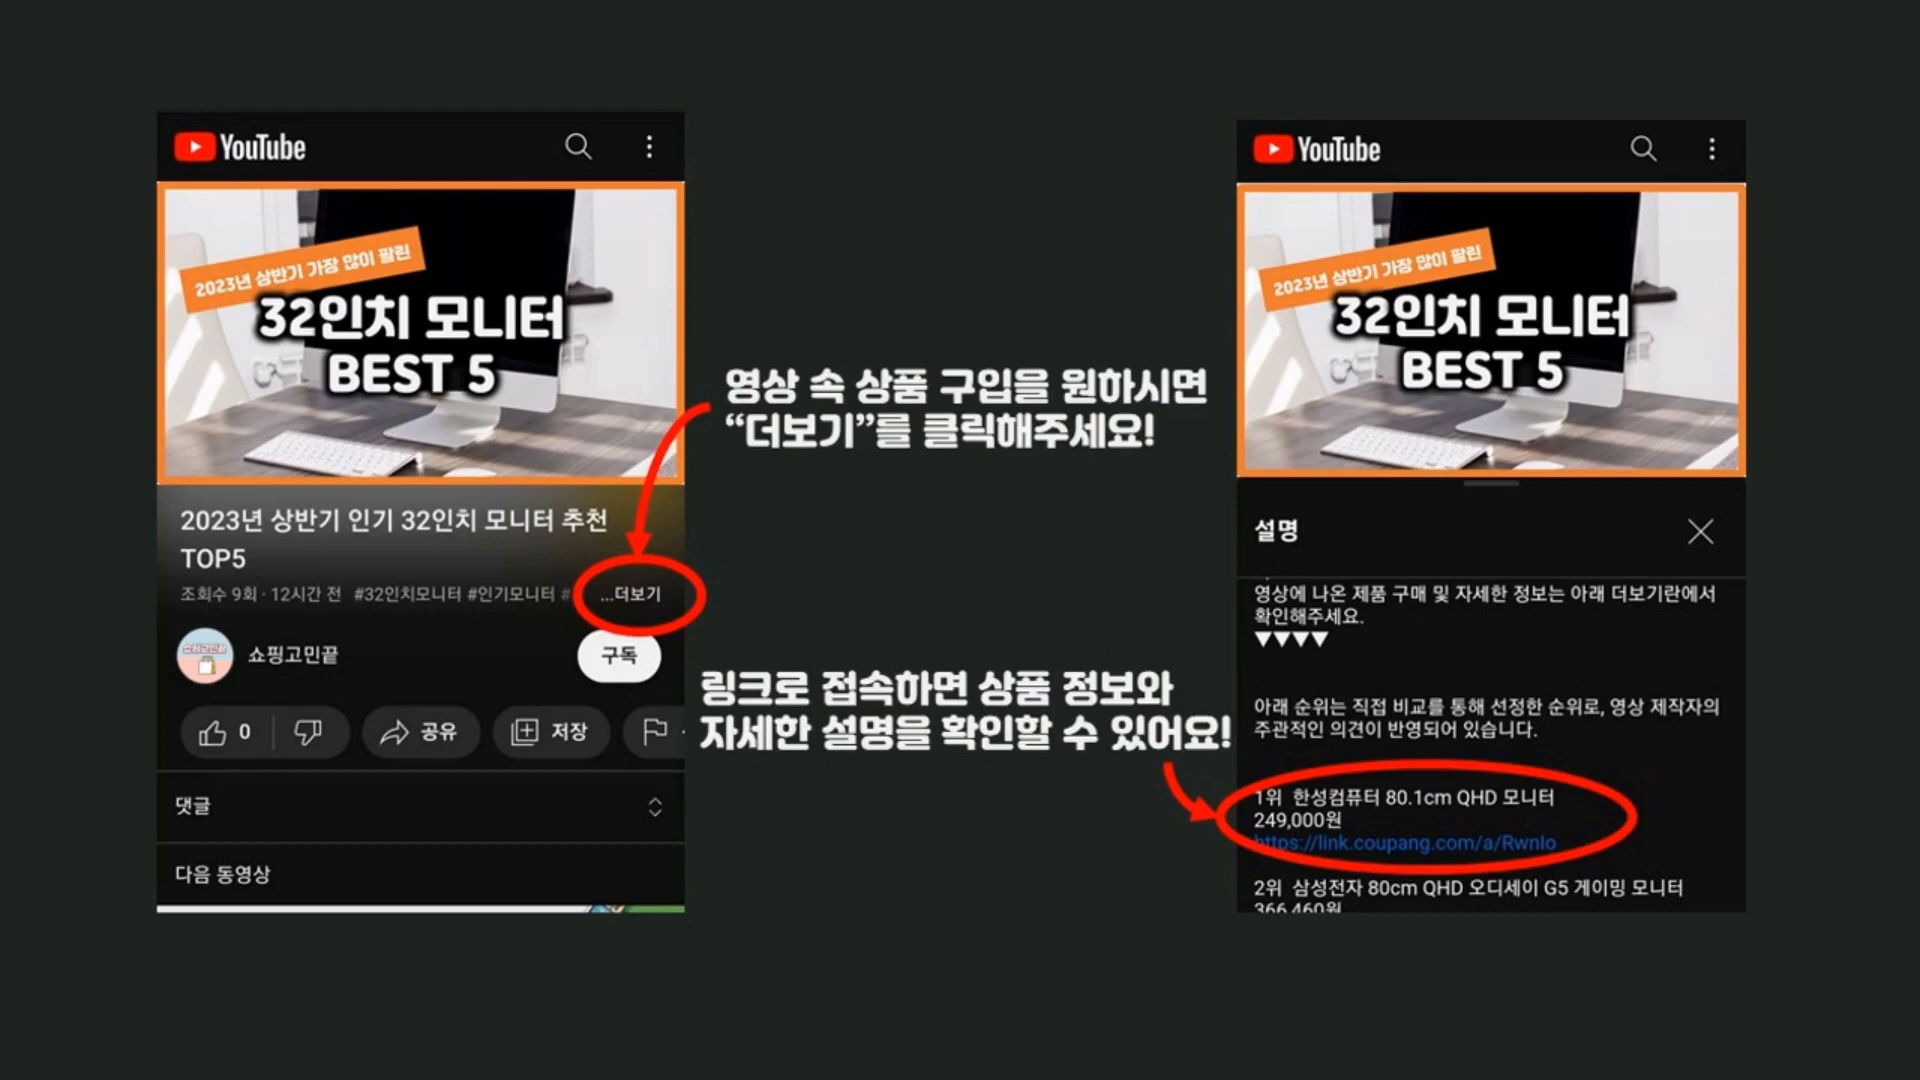 YouTube
2023년 상반기 가장 많이 팔린
32인치 모니터
BEST 5
2023년 상반기 인기 32인치 모니터 추천
TOP5
조회수 9회 · 12시간 전 #32인치모니터 #인기모니터 # ...더보기
쇼핑고민끝
쇼핑고민끝
구독
0
공유
저장
댓글
다음 동영상
영상 속 상품 구입을 원하시면
“더보기”를 클릭해주세요!
링크로 접속하면 상품 정보와
자세한 설명을 확인할 수 있어요!
YouTube
2023년 상반기 가장 많이 팔린
32인치 모니터
BEST 5
설명
영상에 나온 제품 구매 및 자세한 정보는 아래 더보기란에서
확인해주세요.
▼▼▼▼
아래 순위는 직접 비교를 통해 선정한 순위로, 영상 제작자의
주관적인 의견이 반영되어 있습니다.
1위 한성컴퓨터 80.1cm QHD 모니터
249,000원
https://link.coupang.com/a/RwnIo
2위 삼성전자 80cm QHD 오디세이 G5 게이밍 모니터
366,460원